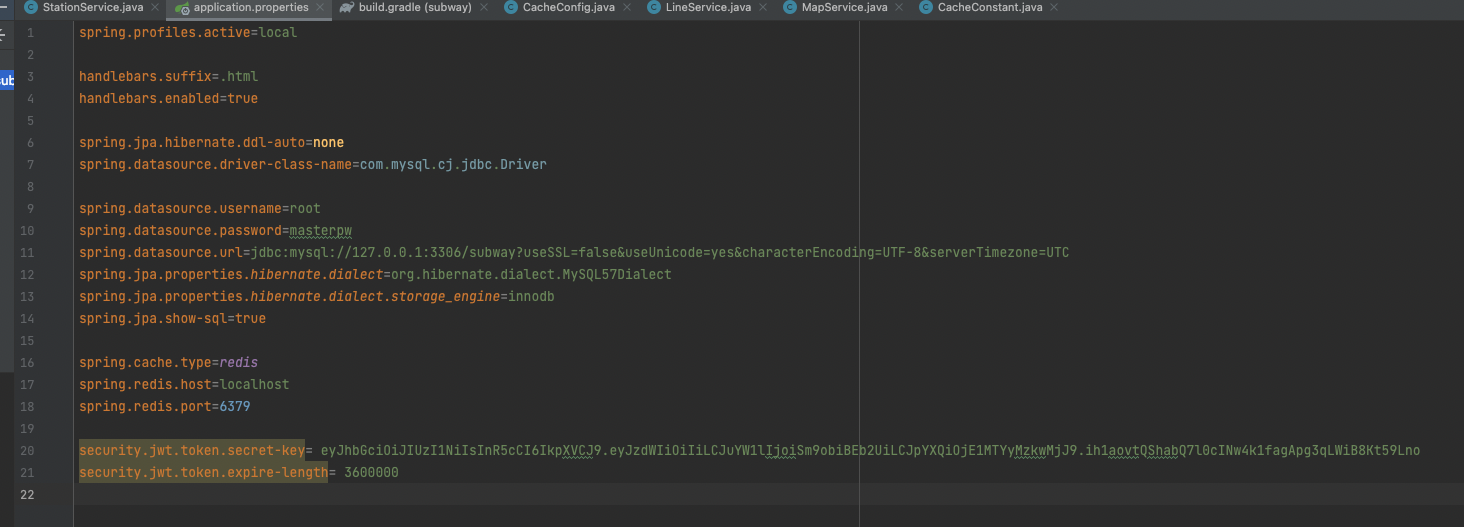 StationService.java application.properties build.gradle (subway) CacheConfig.java LineService.java MapService.java CacheConstant.java
sub
1 spring.profiles.active=local
2
3 handlebars.suffix=.html
4 handlebars.enabled=true
5
6 spring.jpa.hibernate.ddl-auto=none
7 spring.datasource.driver-class-name=com.mysql.cj.jdbc.Driver
8
9 spring.datasource.username=root
10 spring.datasource.password=masterpw
11 spring.datasource.url=jdbc:mysql://127.0.0.1:3306/subway?useSSL=false&useUnicode=yes&characterEncoding=UTF-8&serverTimezone=UTC
12 spring.jpa.properties.hibernate.dialect=org.hibernate.dialect.MySQL57Dialect
13 spring.jpa.properties.hibernate.dialect.storage_engine=innodb
14 spring.jpa.show-sql=true
15
16 spring.cache.type=redis
17 spring.redis.host=localhost
18 spring.redis.port=6379
19
20 security.jwt.token.secret-key= eyJhbGciOiJIUzI1NiIsInR5cCI6IkpXVCJ9.eyJzdWIiOiIiLCJuYW1lIjoiSm9obiBEb2UiLCJpYXQiOjE1MTYyMzkwMjJ9.ih1aovtQShabQ7l0cINw4k1fagApg3qLWiB8Kt59Lno
21 security.jwt.token.expire-length= 3600000
22